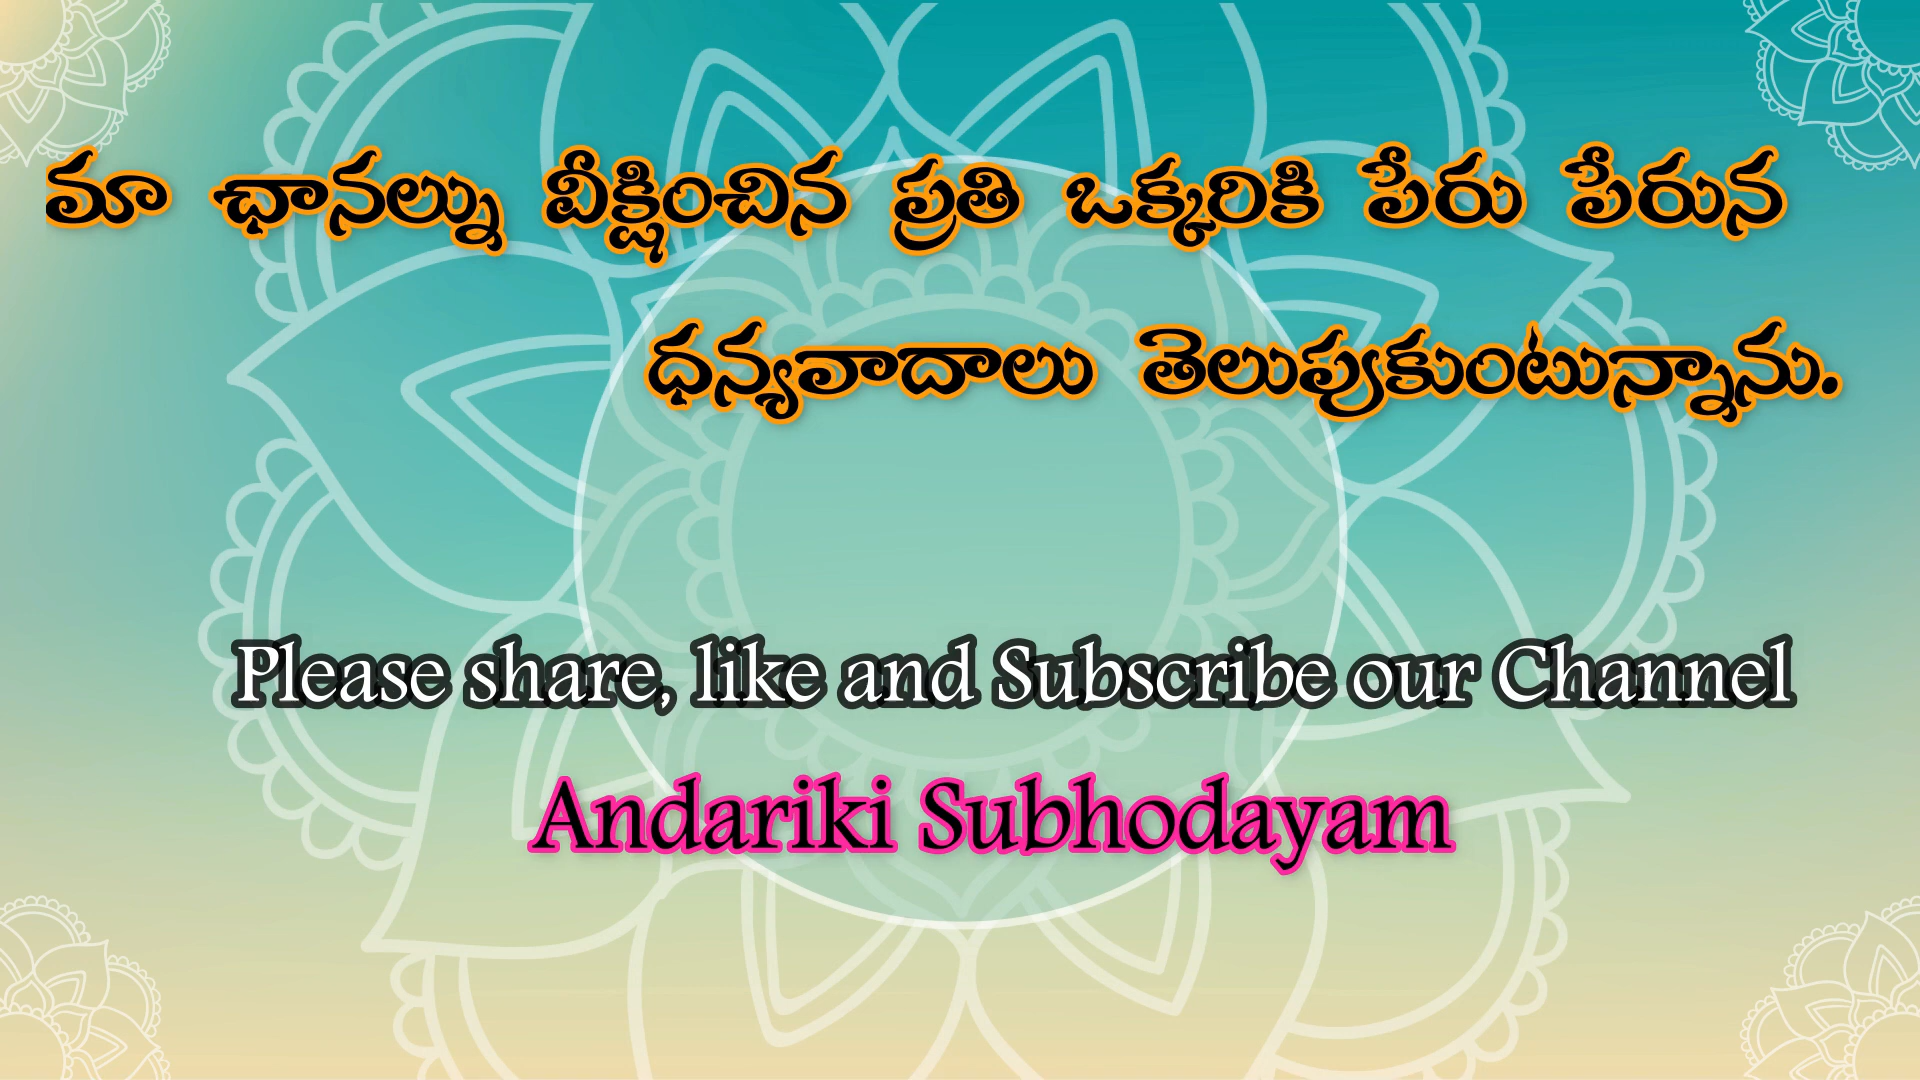 మా ఛానల్ను వీక్షించిన ప్రతి ఒక్కరికి పేరు పేరున
ధన్యవాదాలు తెలుపుకుంటున్నాను.
Please share, like and Subscribe our Channel
Andariki Subhodayam